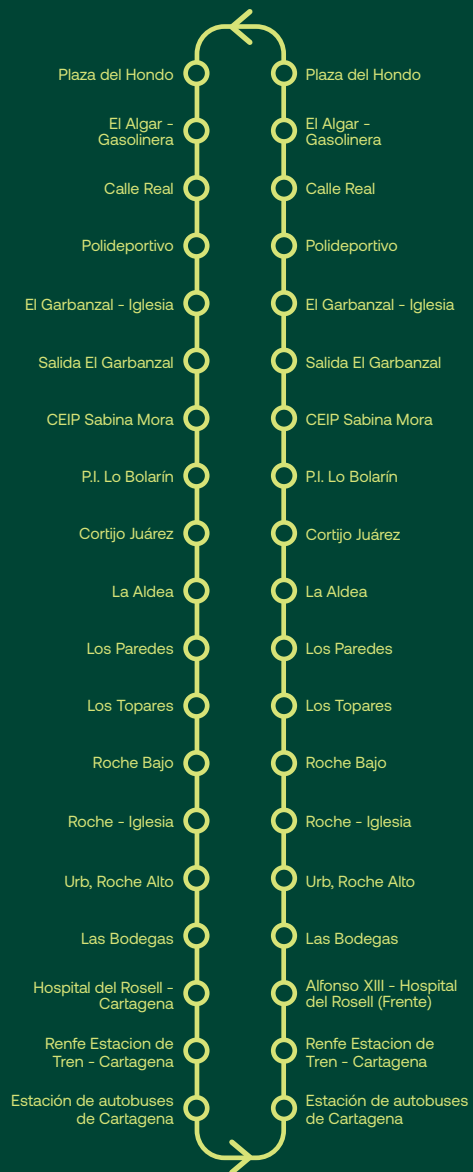 Plaza del Hondo
El Algar -
Gasolinera
Calle Real
Polideportivo
El Garbanzal - Iglesia
Salida El Garbanzal
CEIP Sabina Mora
P.I. Lo Bolarín
Cortijo Juárez
La Aldea
Los Paredes
Los Topares
Roche Bajo
Roche - Iglesia
Urb, Roche Alto
Las Bodegas
Hospital del Rosell -
Cartagena
Renfe Estacion de
Tren - Cartagena
Estación de autobuses
de Cartagena
Plaza del Hondo
El Algar -
Gasolinera
Calle Real
Polideportivo
El Garbanzal - Iglesia
Salida El Garbanzal
CEIP Sabina Mora
P.I. Lo Bolarín
Cortijo Juárez
La Aldea
Los Paredes
Los Topares
Roche Bajo
Roche - Iglesia
Urb, Roche Alto
Las Bodegas
Alfonso XIII - Hospital
del Rosell (Frente)
Renfe Estacion de
Tren - Cartagena
Estación de autobuses
de Cartagena